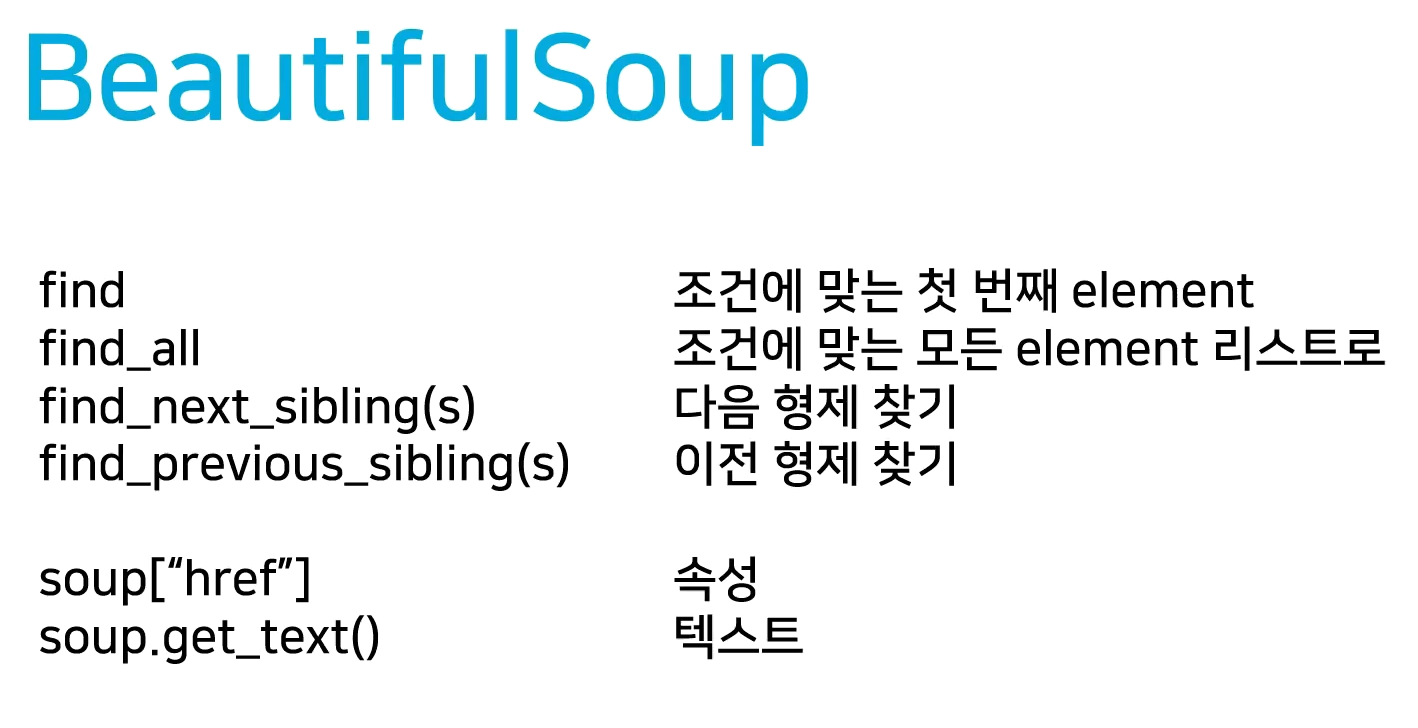 BeautifulSoup
find 조건에 맞는 첫 번째 element
find_all 조건에 맞는 모든 element 리스트로
find_next_sibling(s) 다음 형제 찾기
find_previous_sibling(s) 이전 형제 찾기
soup[“href”] 속성
soup.get_text() 텍스트